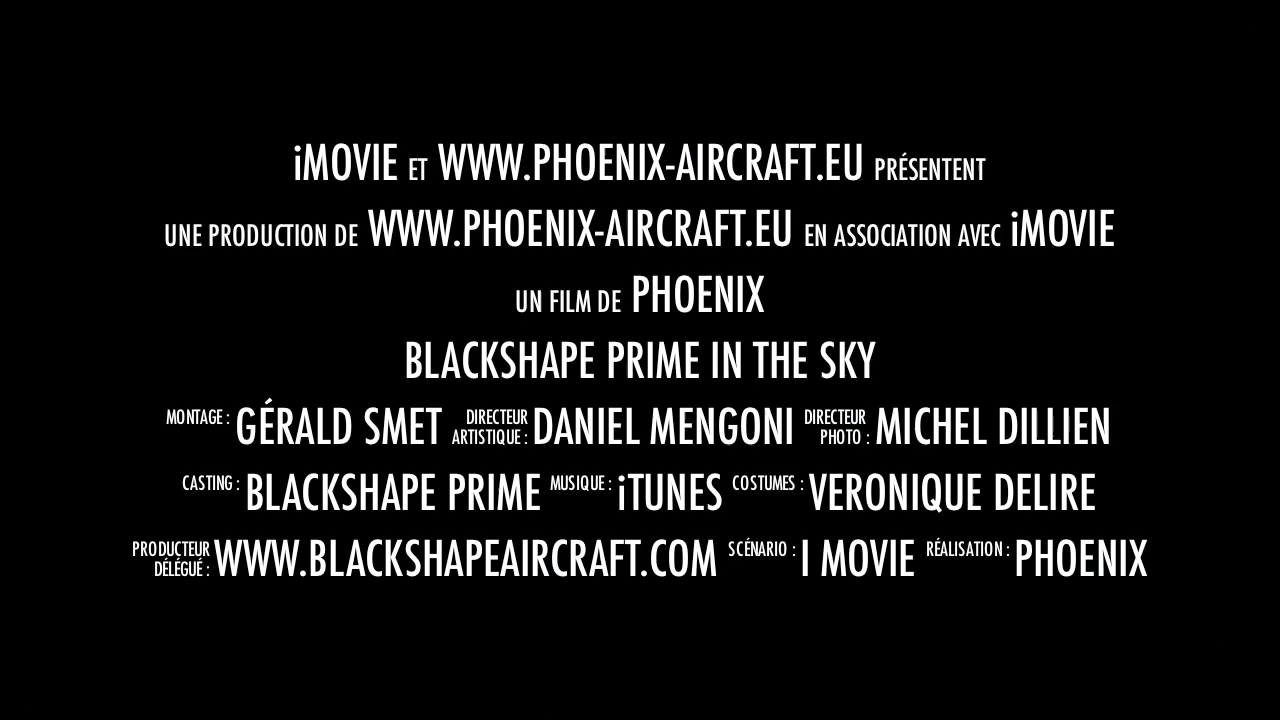 iMOVIE ET WWW.PHOENIX-AIRCRAFT.EU PRÉSENTENT
UNE PRODUCTION DE WWW.PHOENIX-AIRCRAFT.EU EN ASSOCIATION AVEC iMOVIE
UN FILM DE PHOENIX
BLACKSHAPE PRIME IN THE SKY
MONTAGE : GÉRALD SMET DIRECTEUR ARTISTIQUE : DANIEL MENGONI DIRECTEUR PHOTO : MICHEL DILLIEN
CASTING : BLACKSHAPE PRIME MUSIQUE : iTUNES COSTUMES : VERONIQUE DELIRE
PRODUCTEUR DÉLÉGUÉ : WWW.BLACKSHAPEAIRCRAFT.COM SCÉNARIO : I MOVIE RÉALISATION : PHOENIX